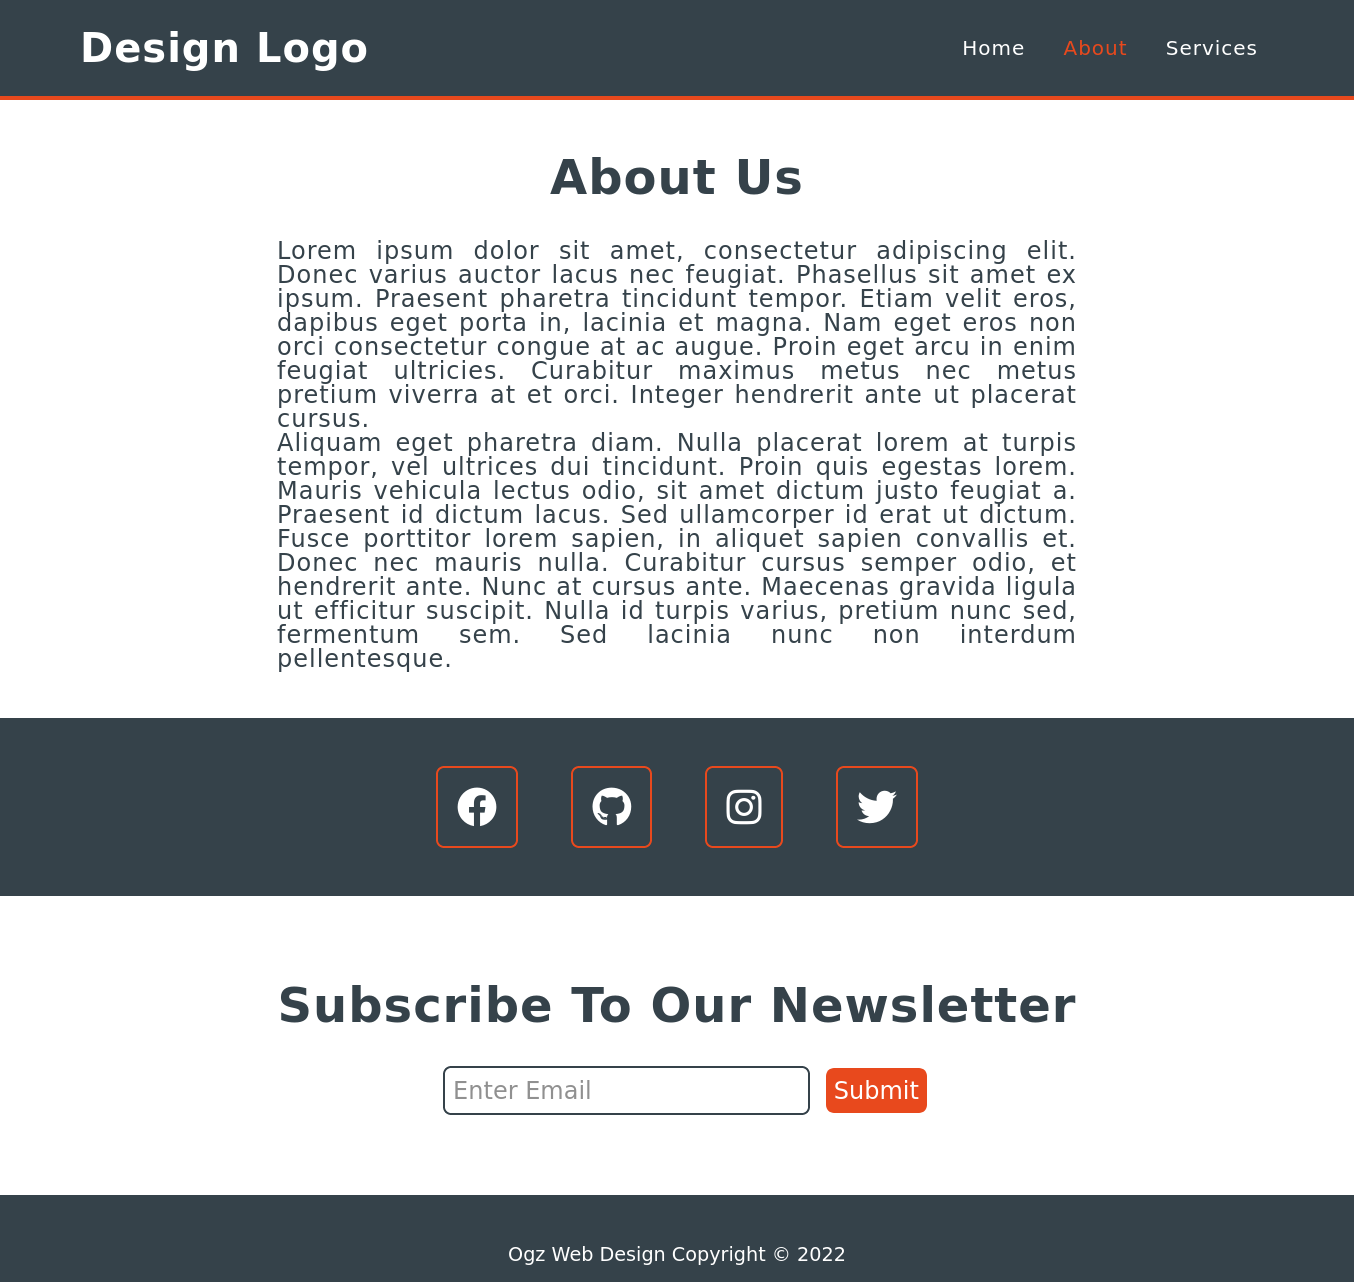 Design Logo
Home About Services
About Us
Lorem ipsum dolor sit amet, consectetur adipiscing elit.
Donec varius auctor lacus nec feugiat. Phasellus sit amet ex
ipsum. Praesent pharetra tincidunt tempor. Etiam velit eros,
dapibus eget porta in, lacinia et magna. Nam eget eros non
orci consectetur congue at ac augue. Proin eget arcu in enim
feugiat ultricies. Curabitur maximus metus nec metus
pretium viverra at et orci. Integer hendrerit ante ut placerat
cursus.
Aliquam eget pharetra diam. Nulla placerat lorem at turpis
tempor, vel ultrices dui tincidunt. Proin quis egestas lorem.
Mauris vehicula lectus odio, sit amet dictum justo feugiat a.
Praesent id dictum lacus. Sed ullamcorper id erat ut dictum.
Fusce porttitor lorem sapien, in aliquet sapien convallis et.
Donec nec mauris nulla. Curabitur cursus semper odio, et
hendrerit ante. Nunc at cursus ante. Maecenas gravida ligula
ut efficitur suscipit. Nulla id turpis varius, pretium nunc sed,
fermentum sem. Sed lacinia nunc non interdum
pellentesque.
Subscribe To Our Newsletter
Enter Email
Submit
Ogz Web Design Copyright © 2022